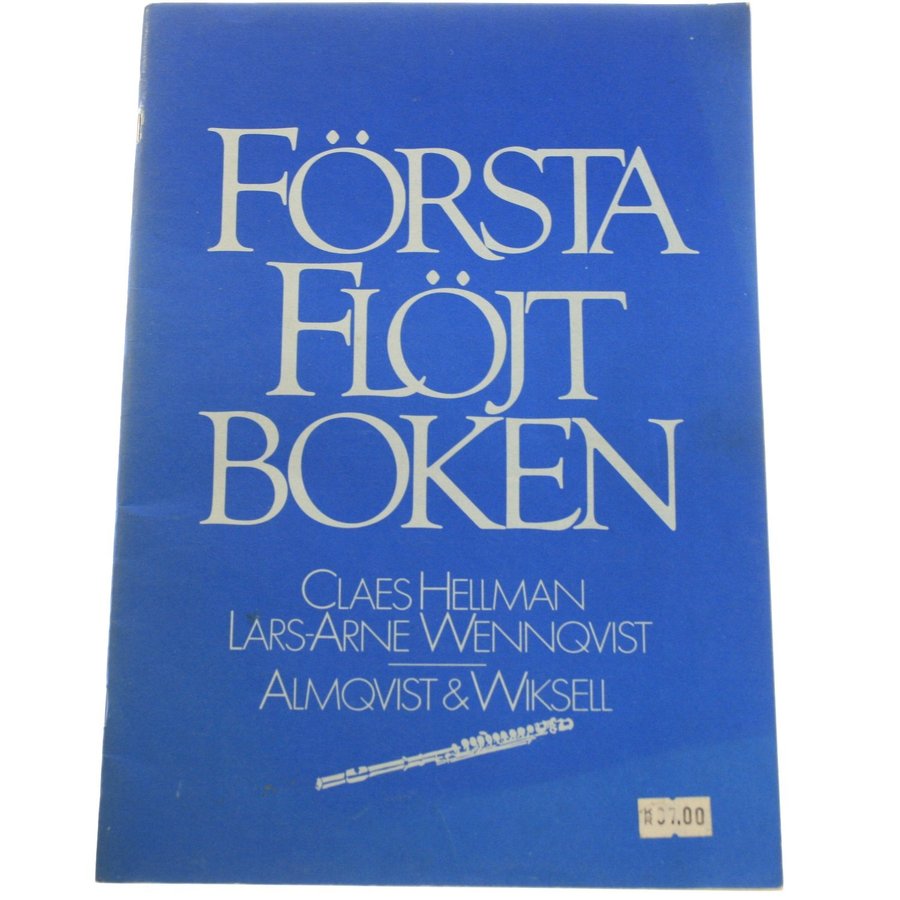 FÖRSTA
FLÖJT
BOKEN
CLAES HELLMAN
LARS-ARNE WENNQVIST
ALMQVIST & WIKSELL